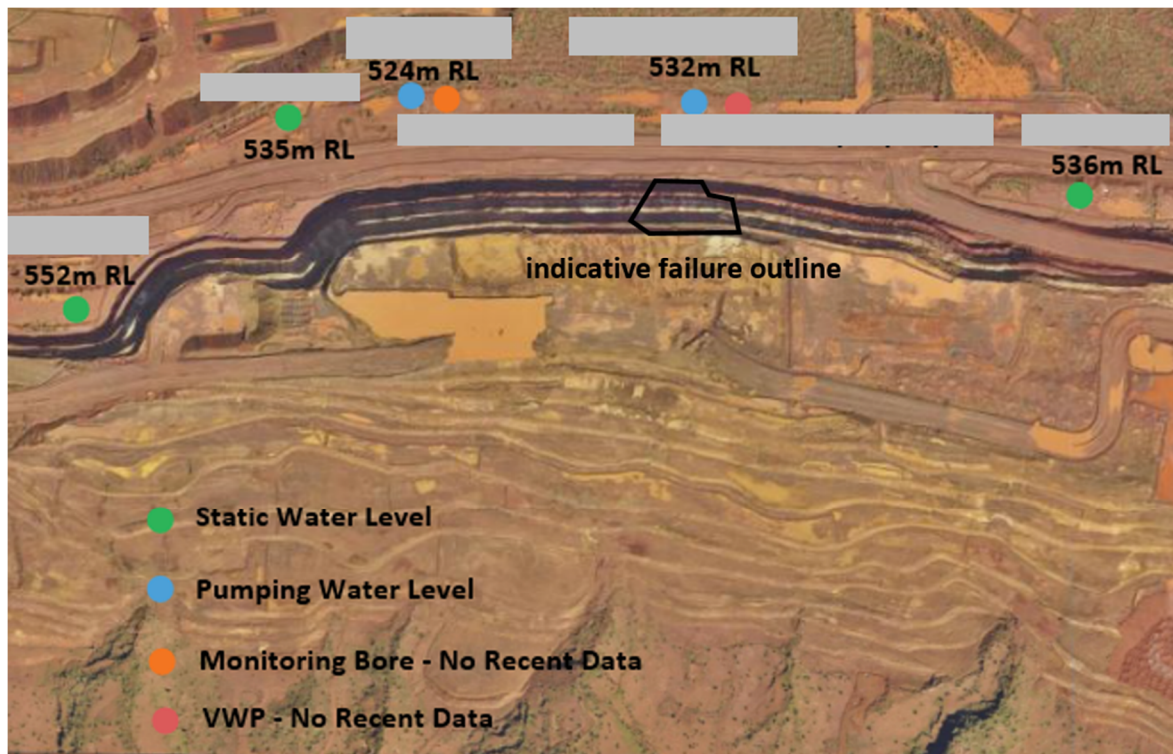 524m RL
532m RL
535m RL
536m RL
552m RL
indicative failure outline
Static Water Level
Pumping Water Level
Monitoring Bore - No Recent Data
VWP - No Recent Data